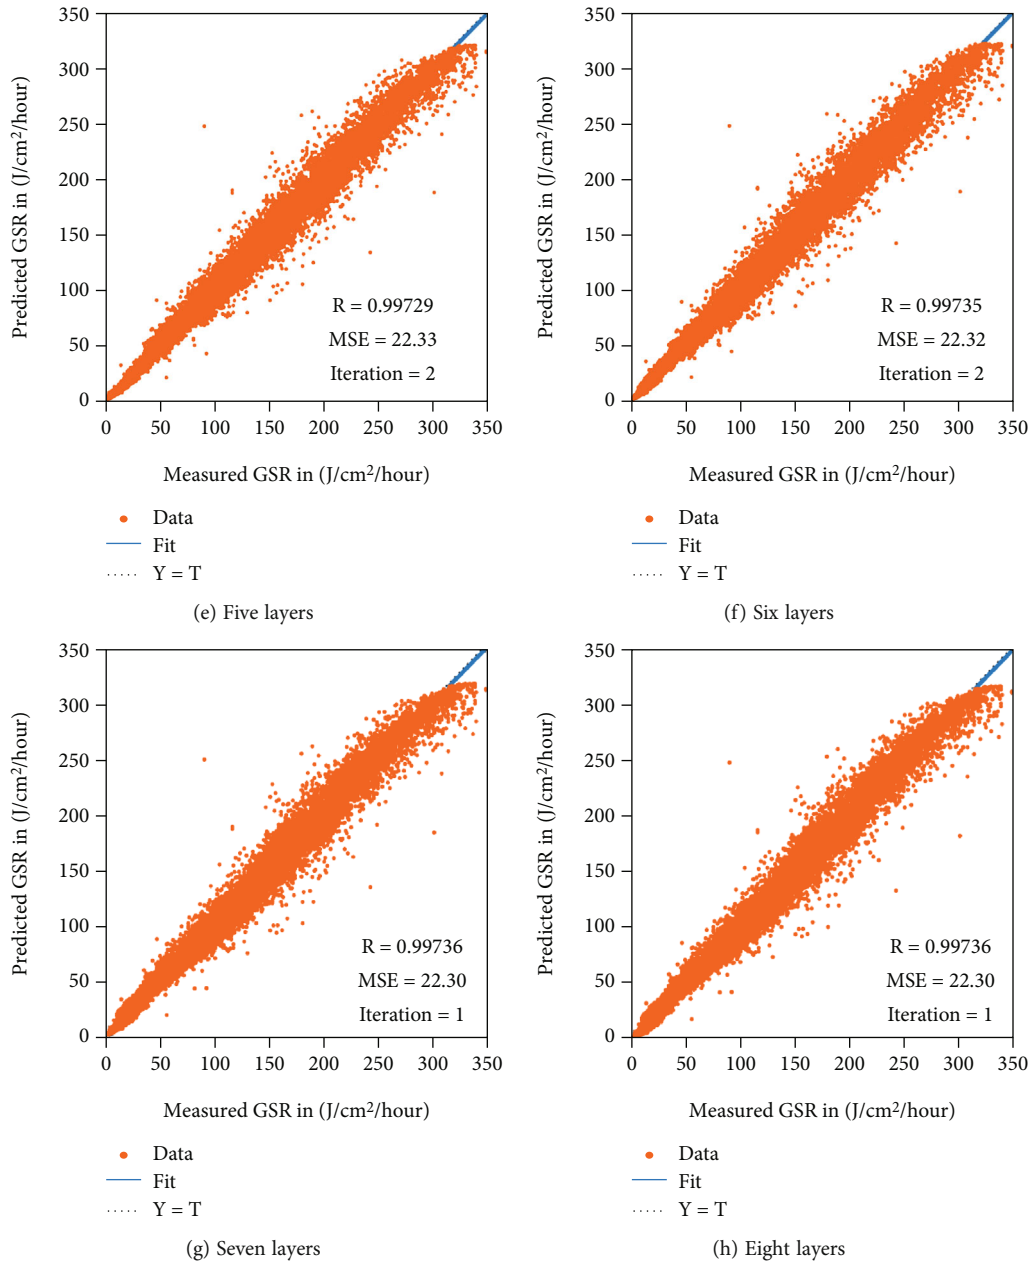 350
300
250
200
150
100
50
0
Predicted GSR in (J/cm²/hour)
R = 0.99729
MSE = 22.33
Iteration = 2
0 50 100 150 200 250 300 350
Measured GSR in (J/cm²/hour)
Data
Fit
Y = T
(e) Five layers
350
300
250
200
150
100
50
0
Predicted GSR in (J/cm²/hour)
R = 0.99735
MSE = 22.32
Iteration = 2
0 50 100 150 200 250 300 350
Measured GSR in (J/cm²/hour)
Data
Fit
Y = T
(f) Six layers
350
300
250
200
150
100
50
0
Predicted GSR in (J/cm²/hour)
R = 0.99736
MSE = 22.30
Iteration = 1
0 50 100 150 200 250 300 350
Measured GSR in (J/cm²/hour)
Data
Fit
Y = T
(g) Seven layers
350
300
250
200
150
100
50
0
Predicted GSR in (J/cm²/hour)
R = 0.99736
MSE = 22.30
Iteration = 1
0 50 100 150 200 250 300 350
Measured GSR in (J/cm²/hour)
Data
Fit
Y = T
(h) Eight layers